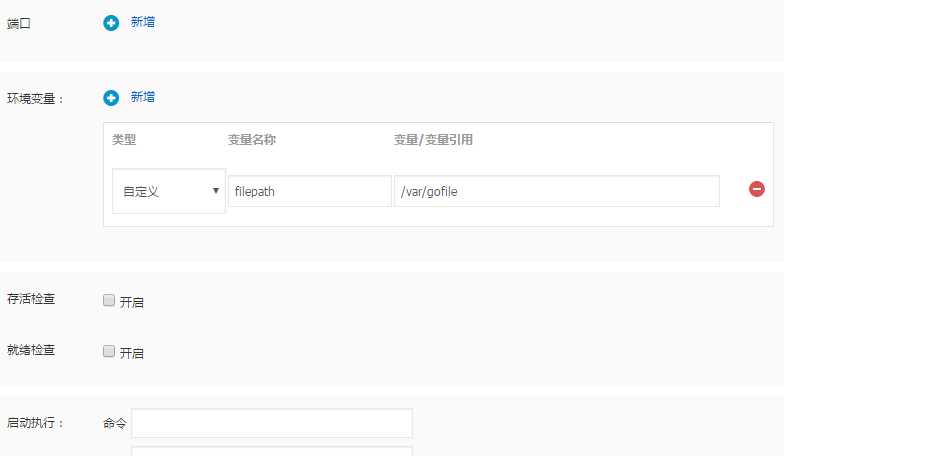 端口 新增
环境变量： 新增
类型 变量名称 变量/变量引用
自定义 filepath /var/gofile
存活检查 开启
就绪检查 开启
启动执行： 命令